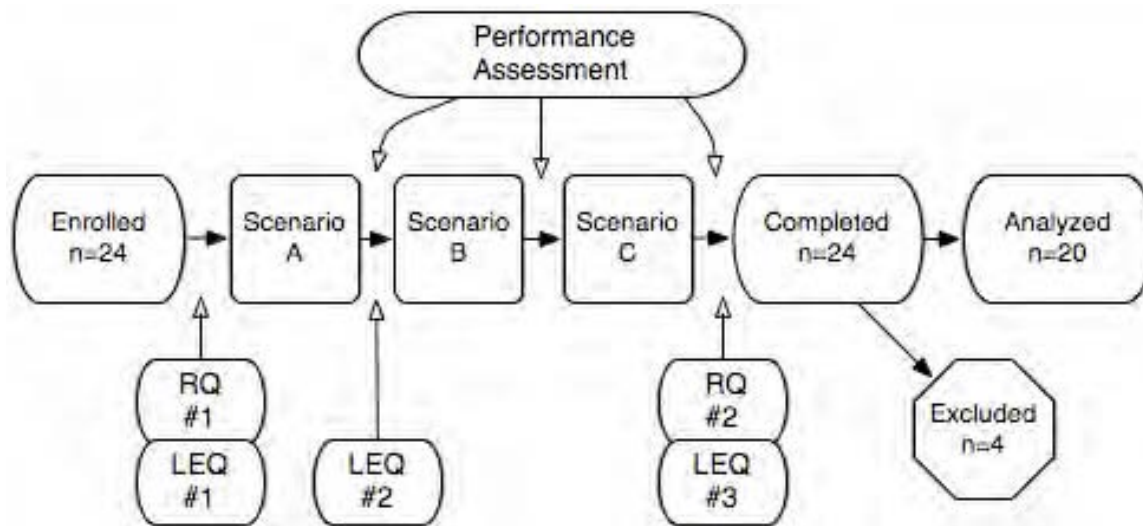 Performance
Assessment
Enrolled
n=24
Scenario
A
Scenario
B
Scenario
C
Completed
n=24
Analyzed
n=20
RQ
#1
LEQ
#1
LEQ
#2
RQ
#2
LEQ
#3
Excluded
n=4